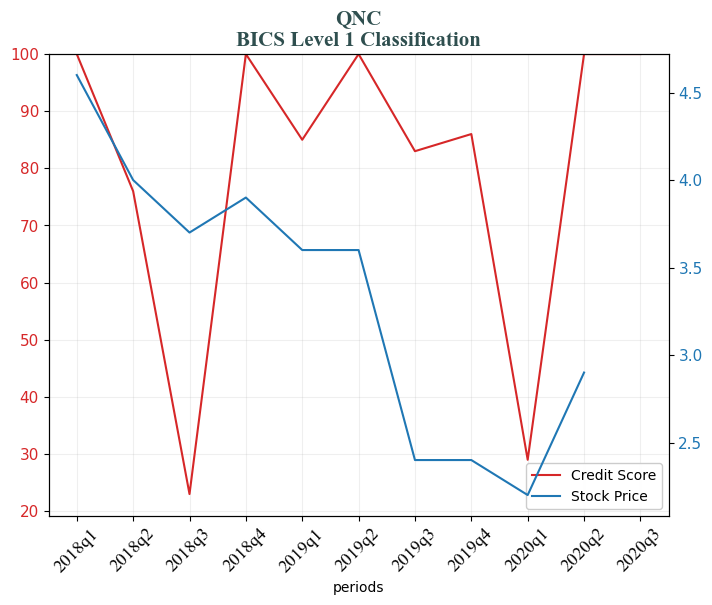 QNC
BICS Level 1 Classification
100
90
80
70
60
50
40
30
20
4.5
4.0
3.5
3.0
2.5
Credit Score
Stock Price
2018q1
2018q2
2018q3
2018q4
2019q1
2019q2
2019q3
2019q4
2020q1
2020q2
2020q3
periods